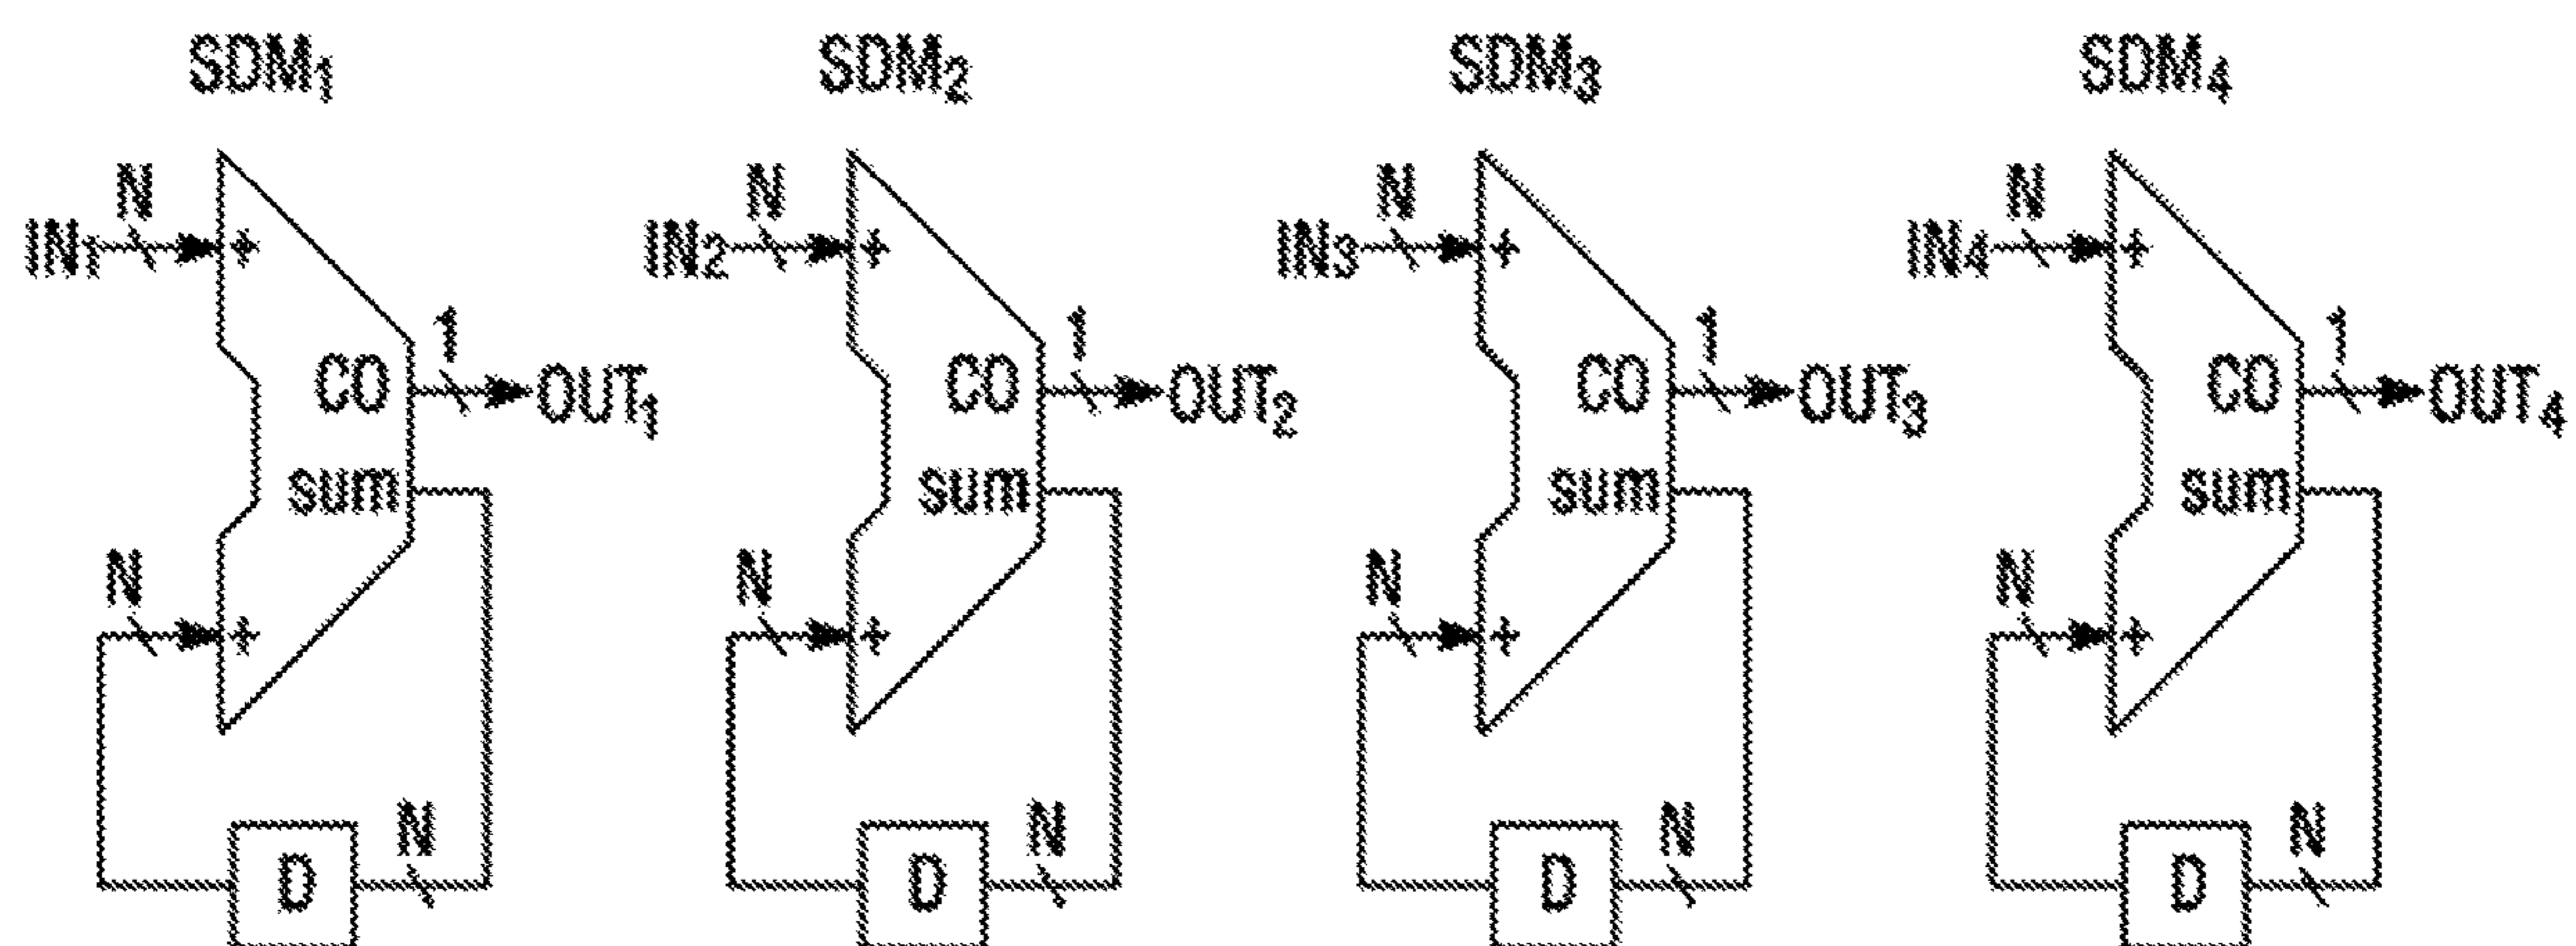 SDM1 SDM2 SDM3 SDM4
N N N N
IN1 + IN2 + IN3 + IN4 +
1 1 1 1
CO OUT1 CO OUT2 CO OUT3 CO OUT4
sum sum sum sum
N N N N
+ + + +
N N N N
D D D D